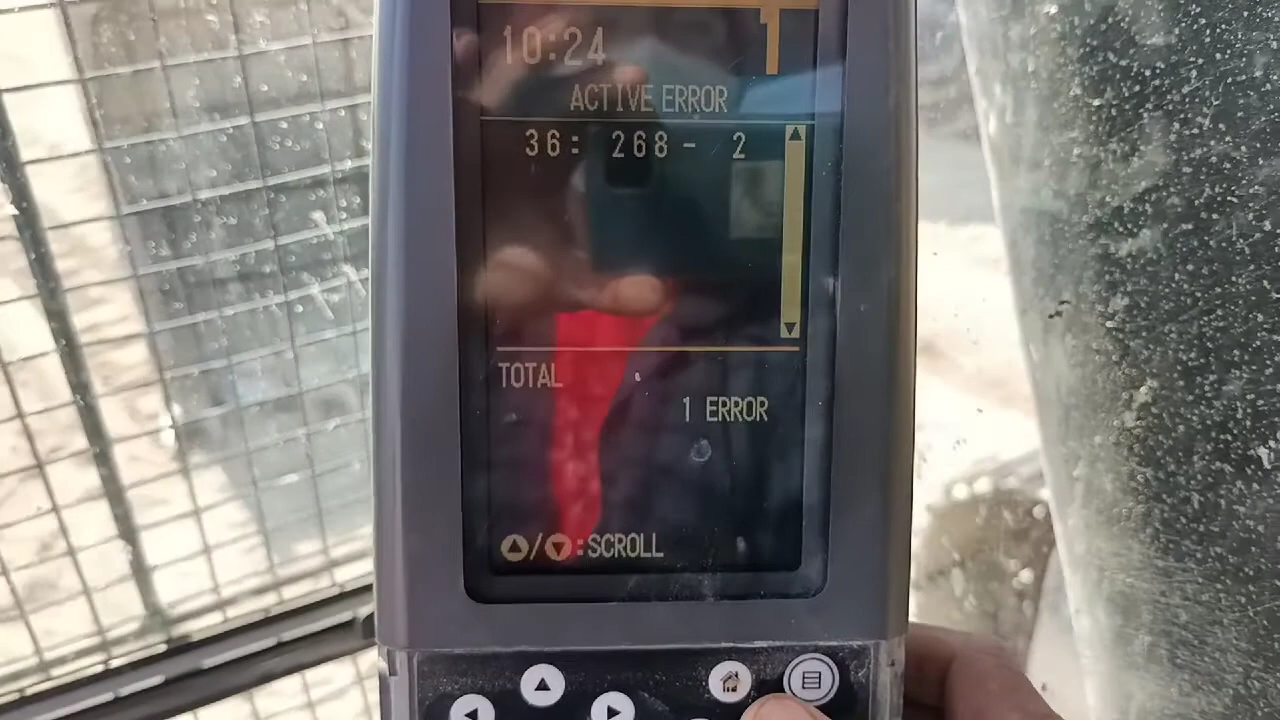 10:24
ACTIVE ERROR
36: 268- 2
TOTAL
1 ERROR
▲/▼:SCROLL